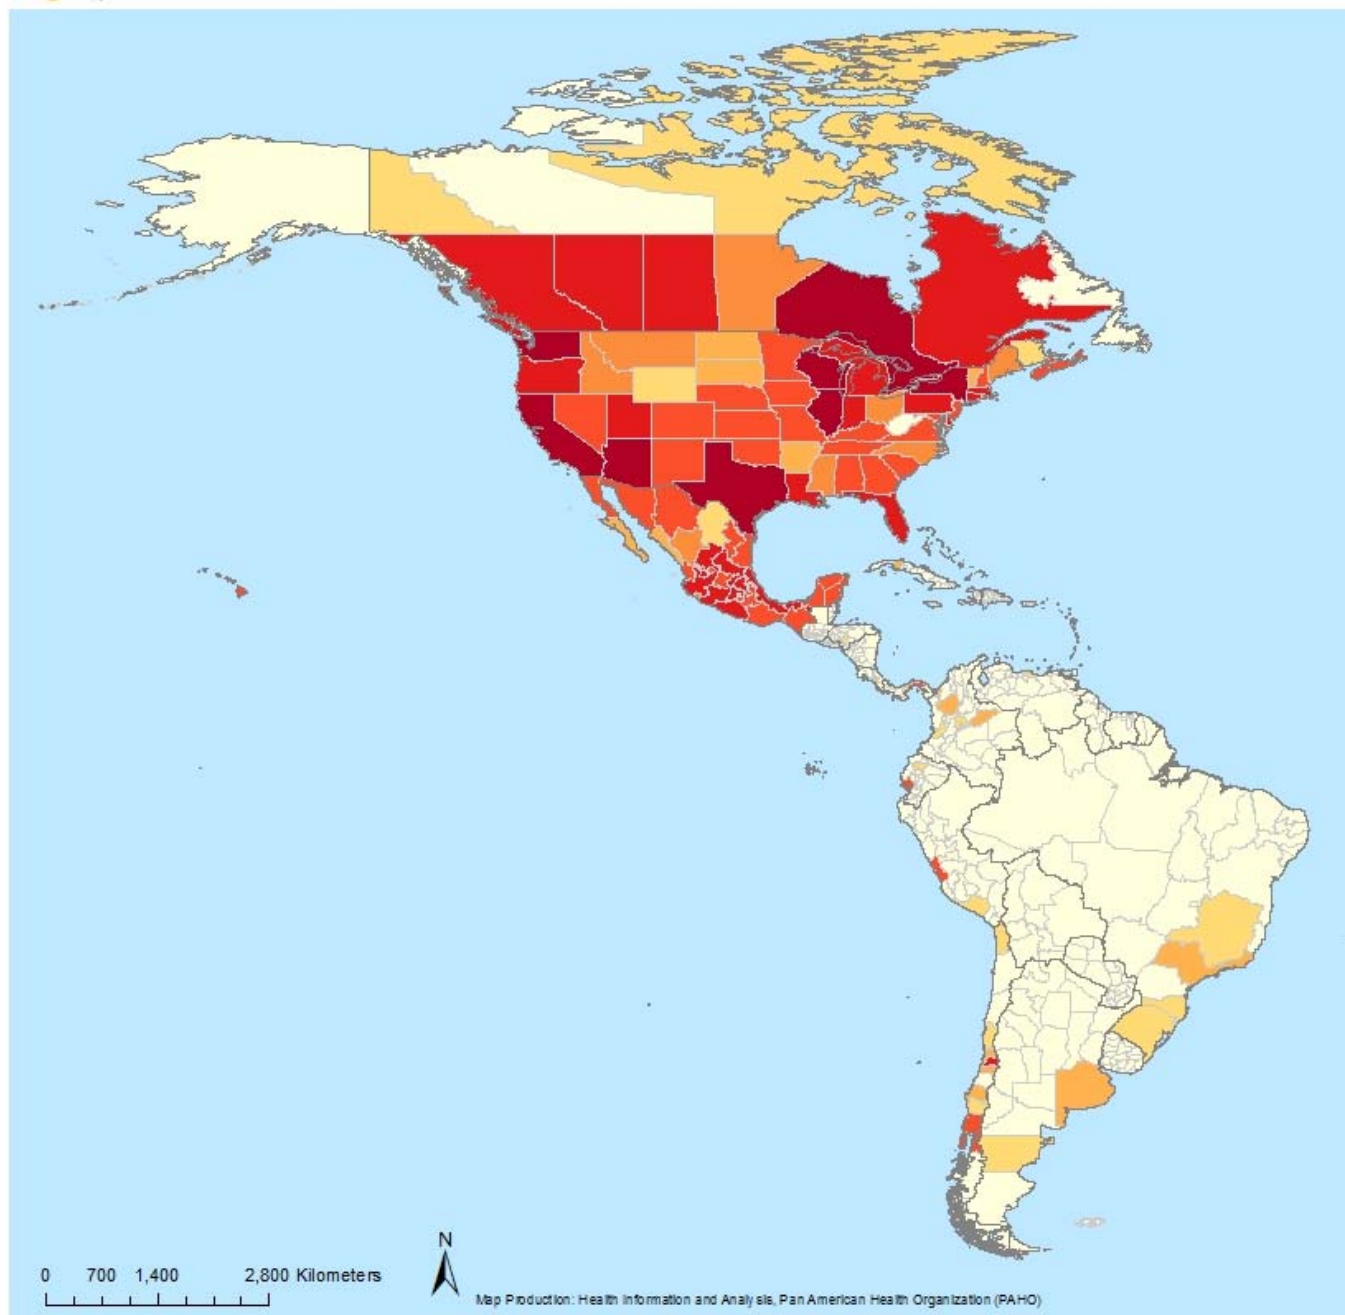 N
0 700 1,400 2,800 Kilometers
Map Production: Health Information and Analysis, Pan American Health Organization (PAHO)